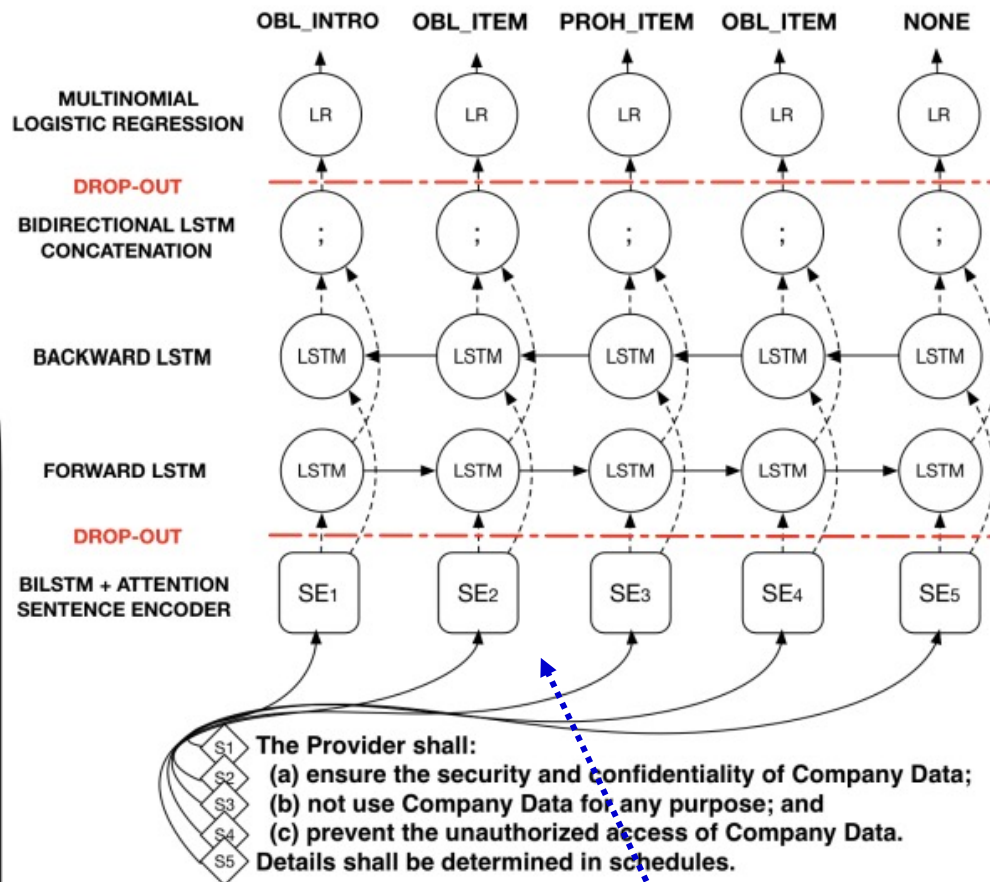 OBL_INTRO OBL_ITEM PROH_ITEM OBL_ITEM NONE
MULTINOMIAL
LOGISTIC REGRESSION
LR LR LR LR LR
DROP-OUT
BIDIRECTIONAL LSTM
CONCATENATION
; ; ; ; ;
BACKWARD LSTM
LSTM LSTM LSTM LSTM LSTM
FORWARD LSTM
LSTM LSTM LSTM LSTM LSTM
DROP-OUT
BILSTM + ATTENTION
SENTENCE ENCODER
SE1 SE2 SE3 SE4 SE5
S1 The Provider shall:
S2 (a) ensure the security and confidentiality of Company Data;
S3 (b) not use Company Data for any purpose; and
S4 (c) prevent the unauthorized access of Company Data.
S5 Details shall be determined in schedules.